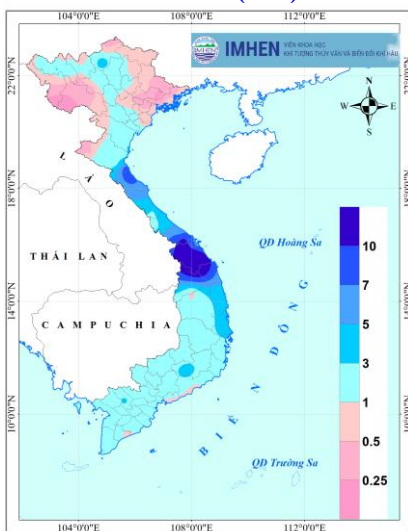 104°0'0"E 108°0'0"E 112°0'0"E
IMHEN
VIỆN KHOA HỌC
KHÍ TƯỢNG THỦY VĂN VÀ BIẾN ĐỔI KHÍ HẬU
22°0'0"N
N
W E
S
LÀO
18°0'0"N
QĐ Hoàng Sa
THÁI LAN
10
7
14°0'0"N
CAMPUCHIA
5
3
BIỂN ĐÔNG
1
10°0'0"N
0.5
QĐ Trường Sa
0.25
104°0'0"E 108°0'0"E 112°0'0"E